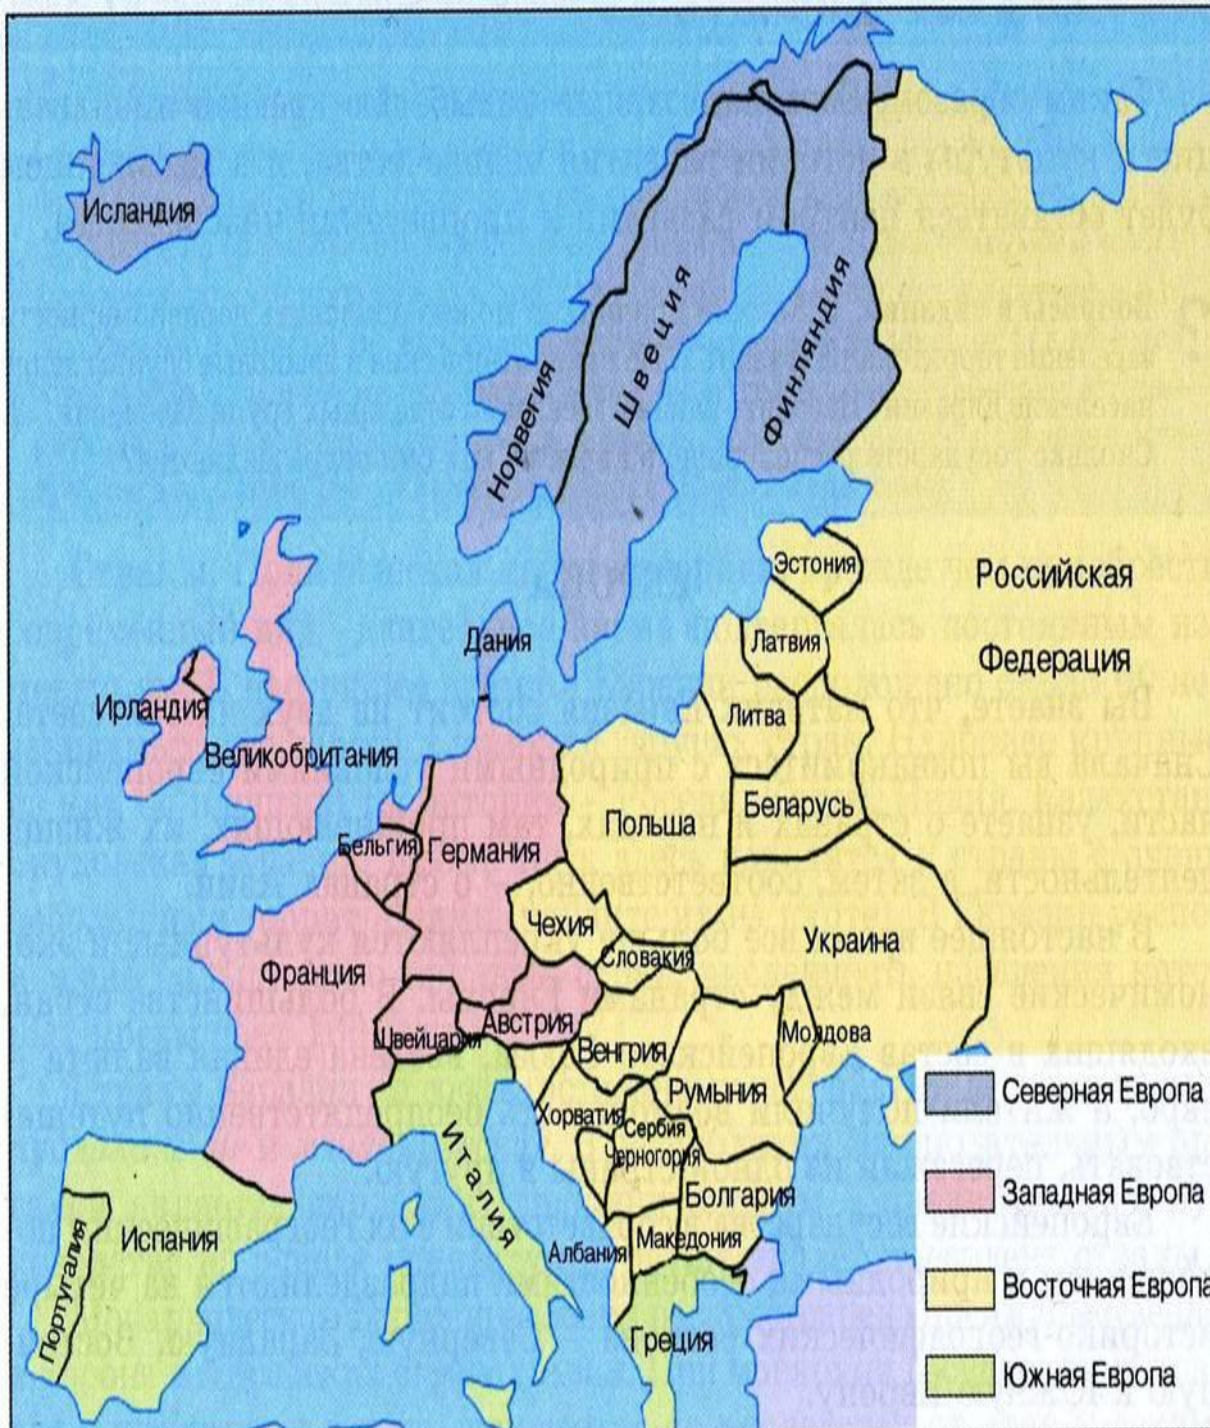 Исландия
Норвегия
Швеция
Финляндия
Эстония
Российская
Федерация
Дания
Латвия
Ирландия
Литва
Великобритания
Беларусь
Польша
Бельгия
Германия
Чехия
Украина
Словакия
Франция
Австрия
Швейцария
Молдова
Венгрия
Румыния
Хорватия
Сербия
Черногория
Италия
Болгария
Испания
Португалия
Албания
Македония
Греция
Северная Европа
Западная Европа
Восточная Европа
Южная Европа